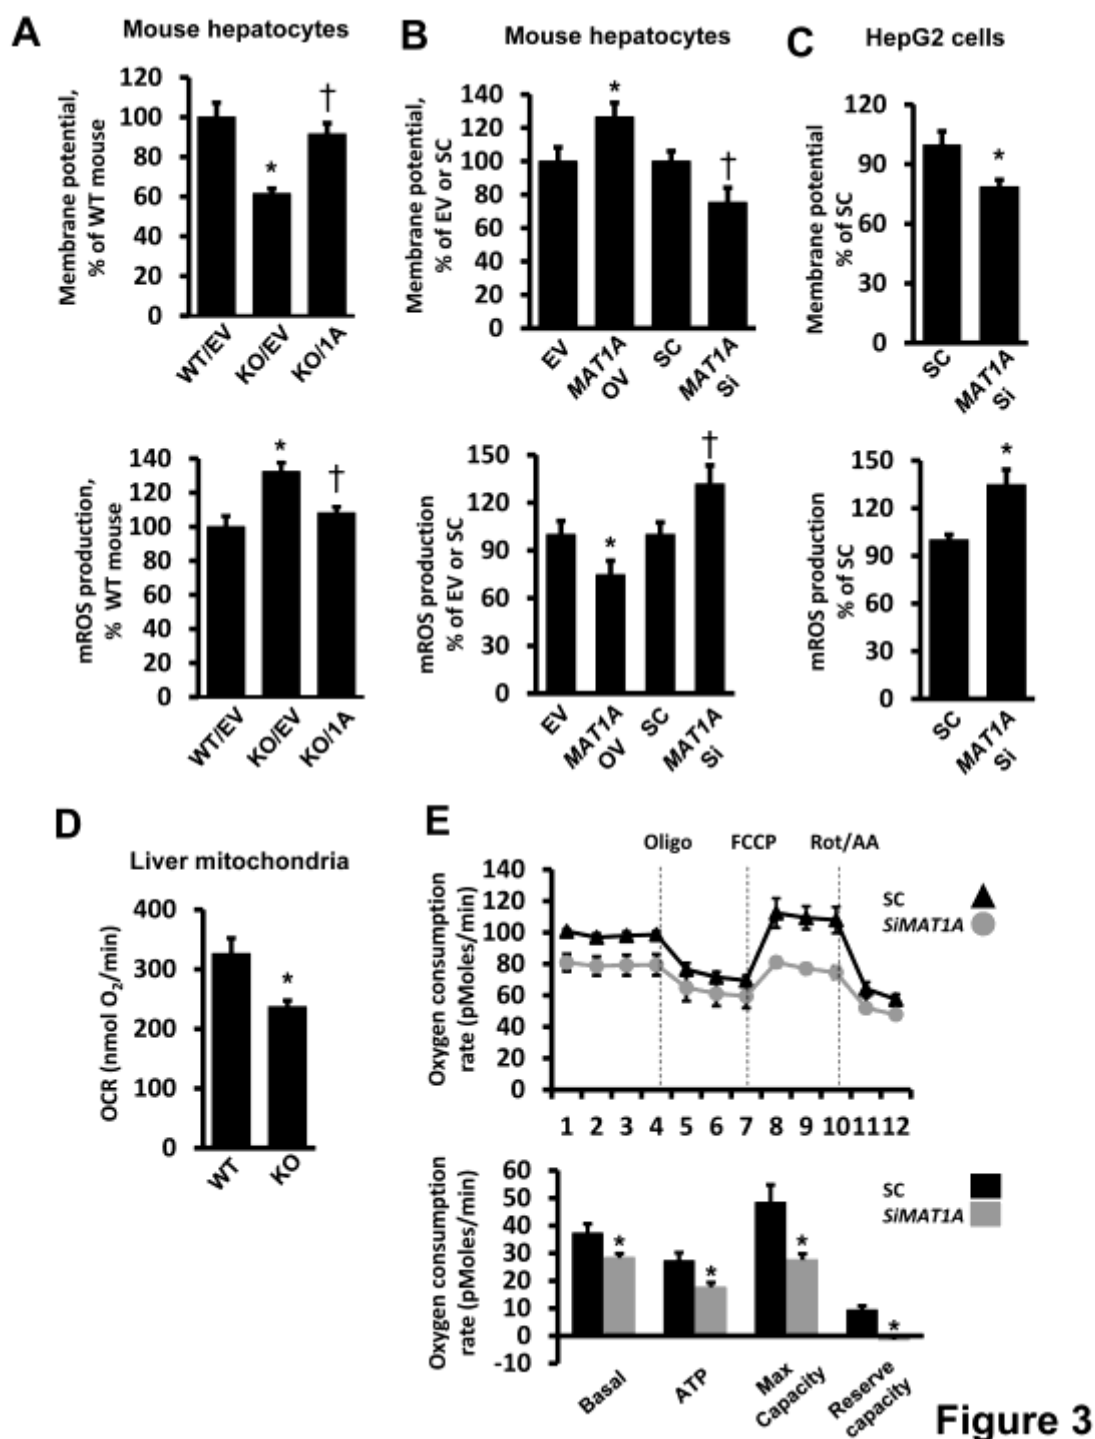 A
Mouse hepatocytes
Membrane potential,
% of WT mouse
120
100
80
60
40
20
0
WT/EV
KO/EV
KO/1A
*
†
mROS production,
% WT mouse
140
120
100
80
60
40
20
0
WT/EV
KO/EV
KO/1A
*
†
B
Mouse hepatocytes
Membrane potential,
% of EV or SC
140
120
100
80
60
40
20
0
EV
MAT1A
OV
SC
MAT1A
Si
*
†
mROS production
% of EV or SC
150
120
90
60
30
0
EV
MAT1A
OV
SC
MAT1A
Si
*
†
C
HepG2 cells
Membrane potential
% of SC
120
90
60
30
0
SC
MAT1A
Si
*
mROS production
% of SC
150
120
90
60
30
0
SC
MAT1A
Si
*
D
Liver mitochondria
OCR (nmol O₂/min)
400
300
200
100
0
WT
KO
*
E
Oligo
FCCP
Rot/AA
Oxygen consumption
rate (pMoles/min)
140
120
100
80
60
40
20
0
1 2 3 4 5 6 7 8 9 10 11 12
SC
SiMAT1A
Oxygen consumption
rate (pMoles/min)
60
50
40
30
20
10
0
-10
SC
SiMAT1A
* * * *
Basal
ATP
Max
Capacity
Reserve
capacity
Figure 3